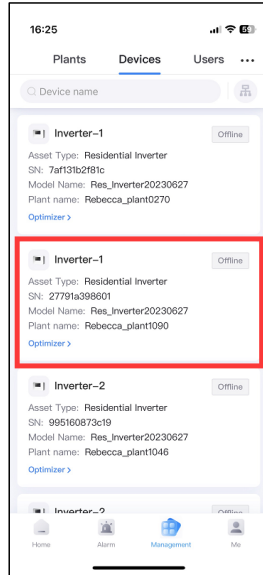 16:25
59
Plants Devices Users
Device name
Inverter-1
Offline
Asset Type: Residential Inverter
SN: 7af131b2f81c
Model Name: Res_Inverter20230627
Plant name: Rebecca_plant0270
Optimizer >
Inverter-1
Offline
Asset Type: Residential Inverter
SN: 27791a398601
Model Name: Res_Inverter20230627
Plant name: Rebecca_plant1090
Optimizer >
Inverter-2
Offline
Asset Type: Residential Inverter
SN: 995160873c19
Model Name: Res_Inverter20230627
Plant name: Rebecca_plant1046
Optimizer >
Inverter-2
Offline
Home Alarm Management Me